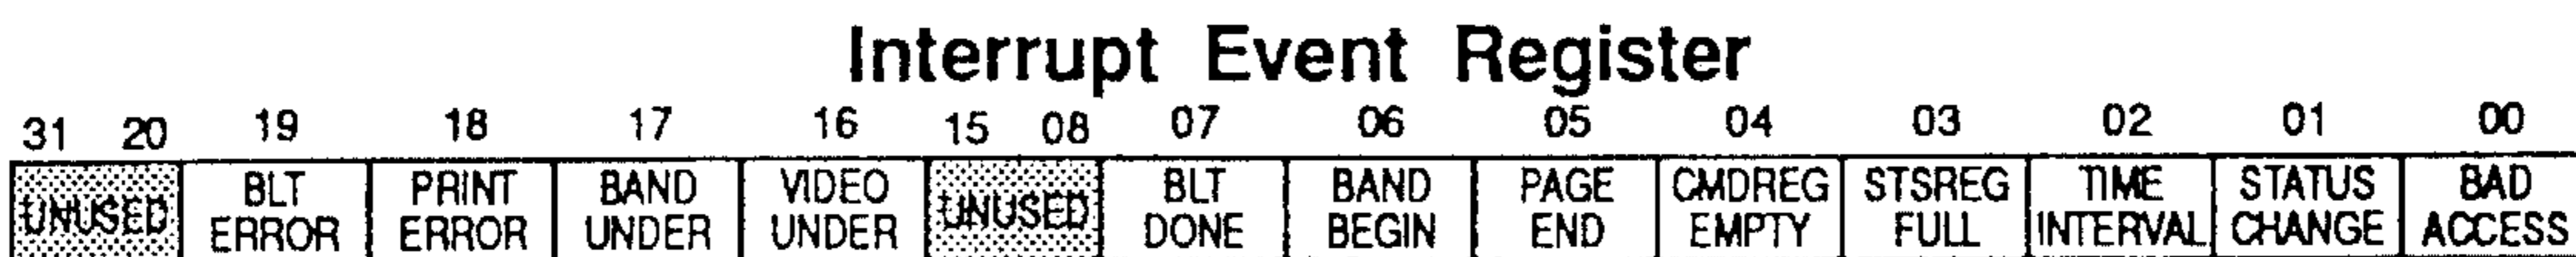 Interrupt Event Register
31 20 19 18 17 16 15 08 07 06 05 04 03 02 01 00
UNUSED BLT ERROR PRINT ERROR BAND UNDER VIDEO UNDER UNUSED BLT DONE BAND BEGIN PAGE END CMDREG EMPTY STSREG FULL TIME INTERVAL STATUS CHANGE BAD ACCESS